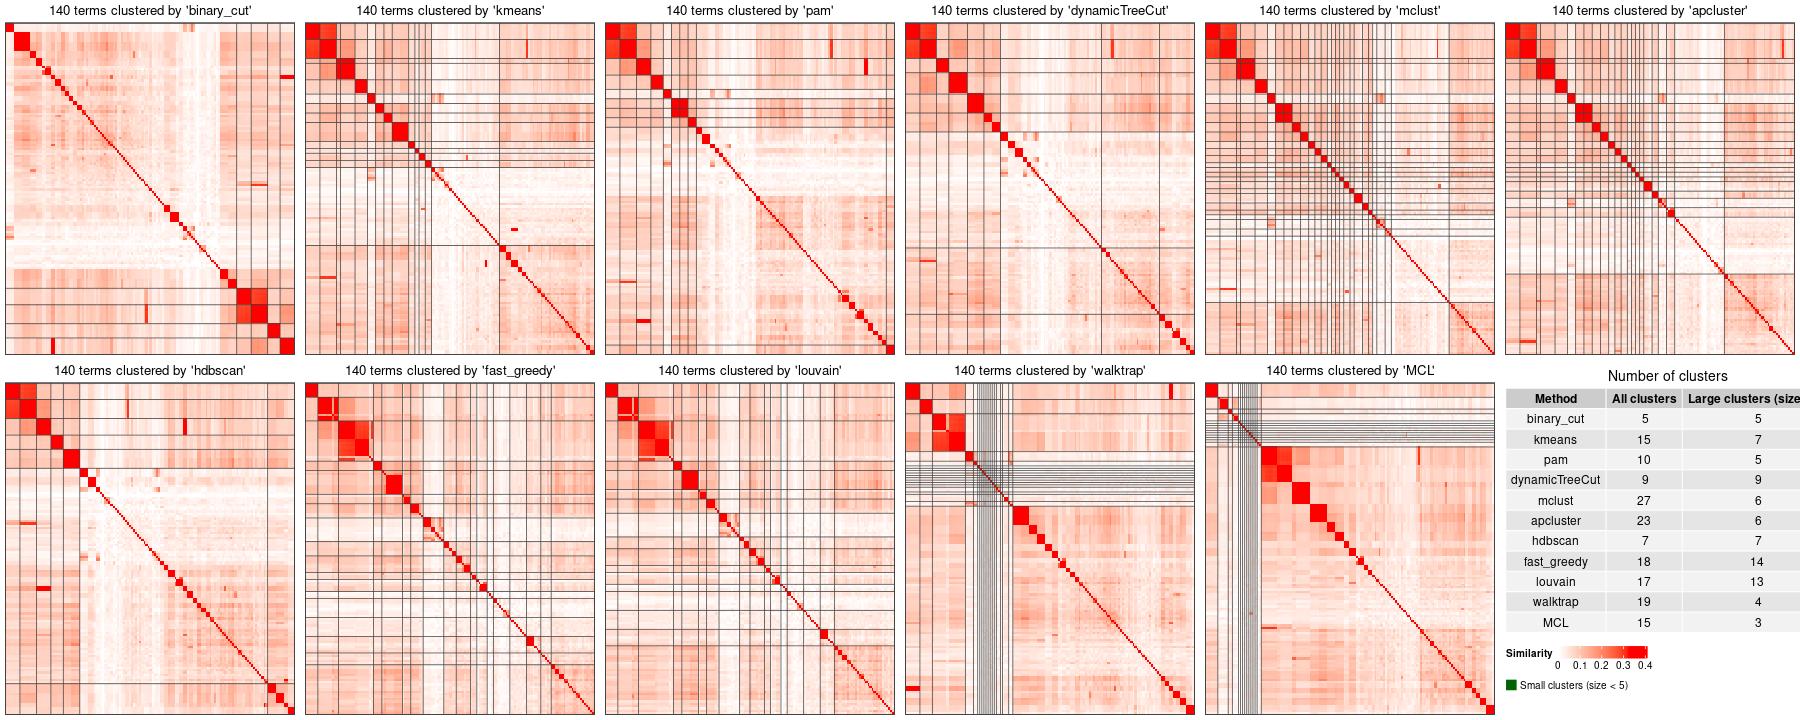 140 terms clustered by 'binary_cut'
140 terms clustered by 'kmeans'
140 terms clustered by 'pam'
140 terms clustered by 'dynamicTreeCut'
140 terms clustered by 'mclust'
140 terms clustered by 'apcluster'
140 terms clustered by 'hdbscan'
140 terms clustered by 'fast_greedy'
140 terms clustered by 'louvain'
140 terms clustered by 'walktrap'
140 terms clustered by 'MCL'
Number of clusters
Method All clusters Large clusters (size
binary_cut 5 5
kmeans 15 7
pam 10 5
dynamicTreeCut 9 9
mclust 27 6
apcluster 23 6
hdbscan 7 7
fast_greedy 18 14
louvain 17 13
walktrap 19 4
MCL 15 3
Similarity
0 0.1 0.2 0.3 0.4
Small clusters (size < 5)